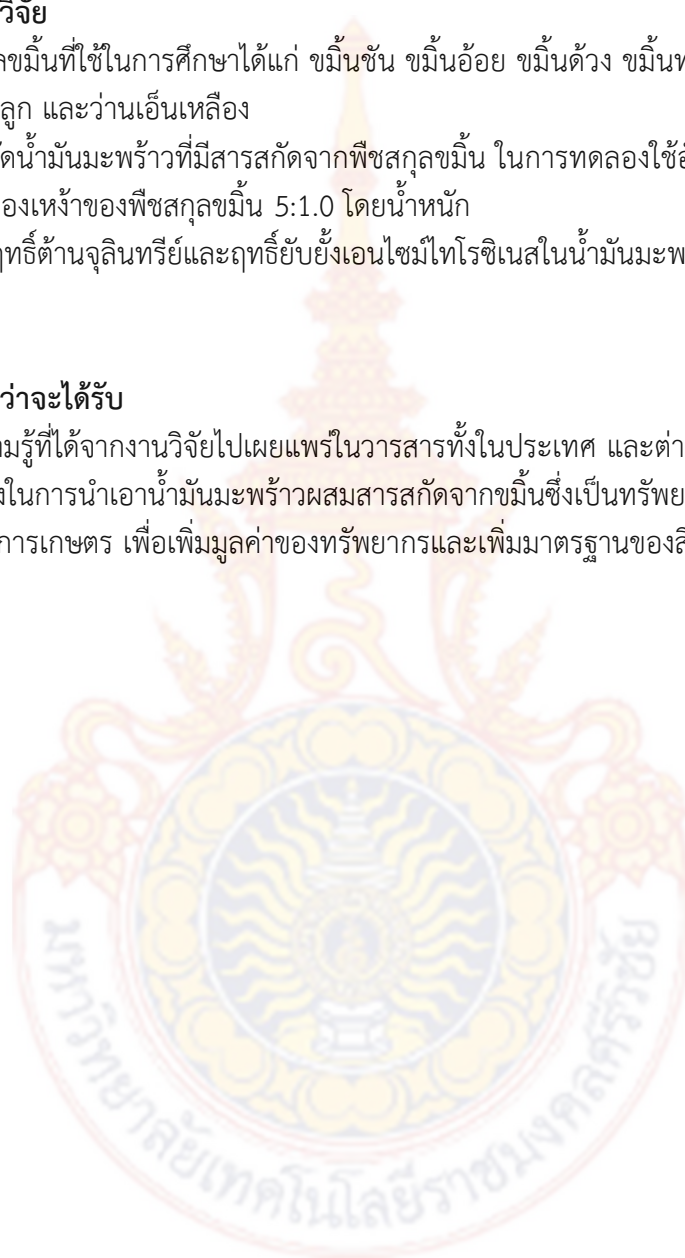 วิจัย
ลขมิ้นที่ใช้ในการศึกษาได้แก่ ขมิ้นชัน ขมิ้นอ้อย ขมิ้นด้วง
ลูก และว่านเอ็นเหลือง
ัดน้ำมันมะพร้าวที่มีสารสกัดจากพืชสกุลขมิ้น ในการทดลองใช้
องเหง้าของพืชสกุลขมิ้น 5:1.0 โดยน้ำหนัก
ฤทธิ์ต้านจุลินทรีย์และฤทธิ์ยับยั้งเอนไซม์ไทโรซิเนสในน้ำมันมะพ
ว่าจะได้รับ
ามรู้ที่ได้จากงานวิจัยไปเผยแพร่ในวารสารทั้งในประเทศ และต่า
งในการนำเอาน้ำมันมะพร้าวผสมสารสกัดจากขมิ้นซึ่งเป็นทรัพย
การเกษตร เพื่อเพิ่มมูลค่าของทรัพยากรและเพิ่มมาตรฐานของสิ
มหาวิทยาลัยเทคโนโลยีราชมงคลศรีวิชัย